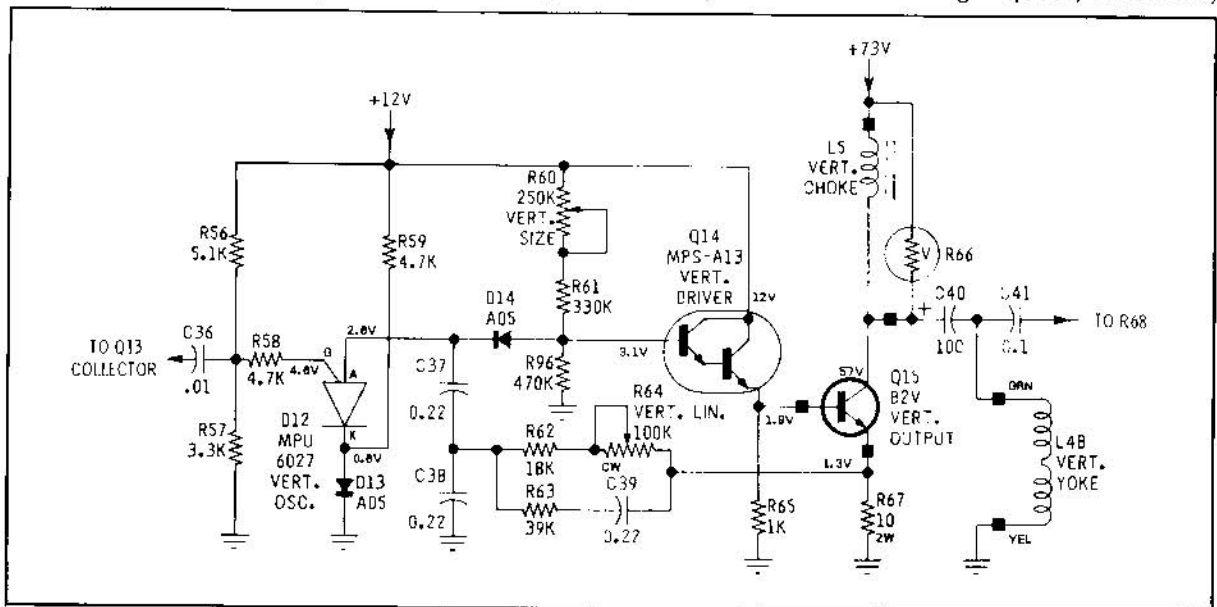 +12V
+73V
R56
5.1K
R59
4.7K
R60
250K
VERT.
SIZE
R61
330K
D14
AD5
R96
470K
Q14
MPS-A13
VERT.
DRIVER
12V
L5
VERT.
CHOKE
V
R66
+
C40
100
C41
0.1
TO R68
TO Q13
COLLECTOR
C36
.01
R58
4.7K
4.8V
G
A
2.8V
3.1V
R57
3.3K
D12
MPU
6027
VERT.
OSC.
K
0.8V
D13
AD5
C37
0.22
C38
0.22
R62
18K
R63
39K
R64
VERT. LIN.
100K
CW
C39
R65
1K
1.9V
57V
Q15
B2V
VERT.
OUTPUT
1.3V
R67
10
2W
GRN
L4B
VERT.
YOKE
YEL